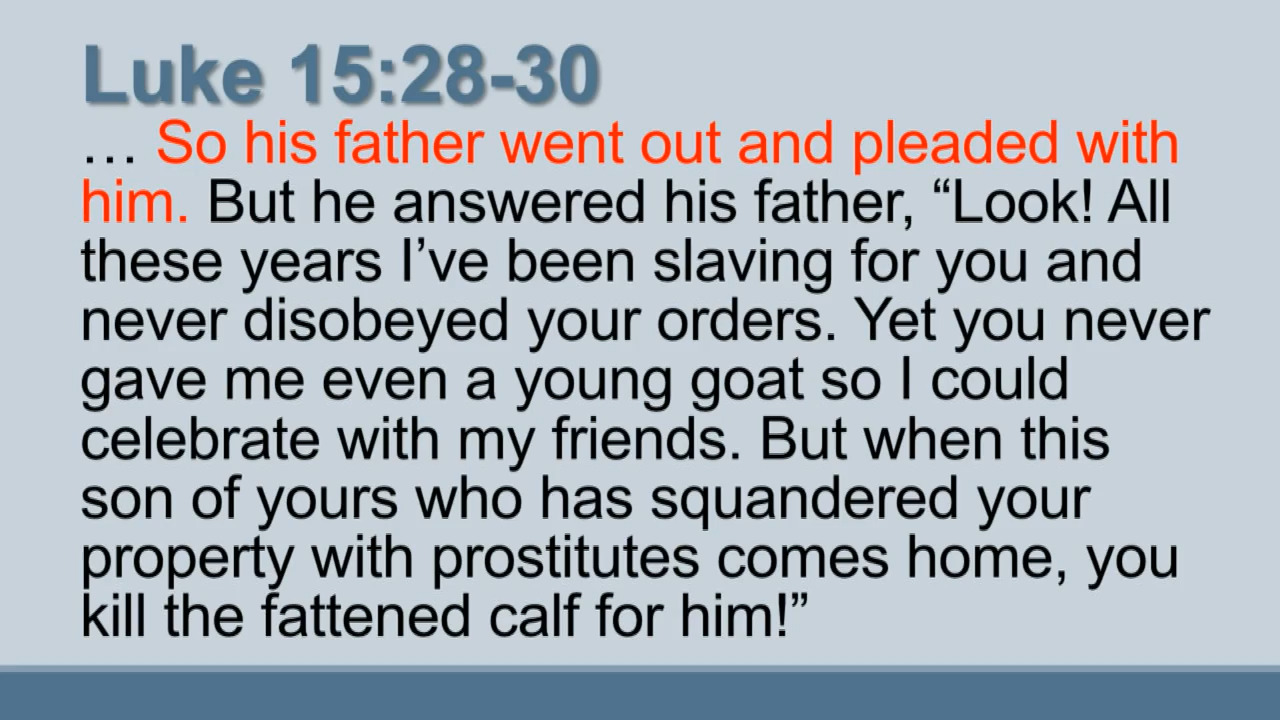 Luke 15:28-30
… So his father went out and pleaded with
him. But he answered his father, “Look! All
these years I’ve been slaving for you and
never disobeyed your orders. Yet you never
gave me even a young goat so I could
celebrate with my friends. But when this
son of yours who has squandered your
property with prostitutes comes home, you
kill the fattened calf for him!”